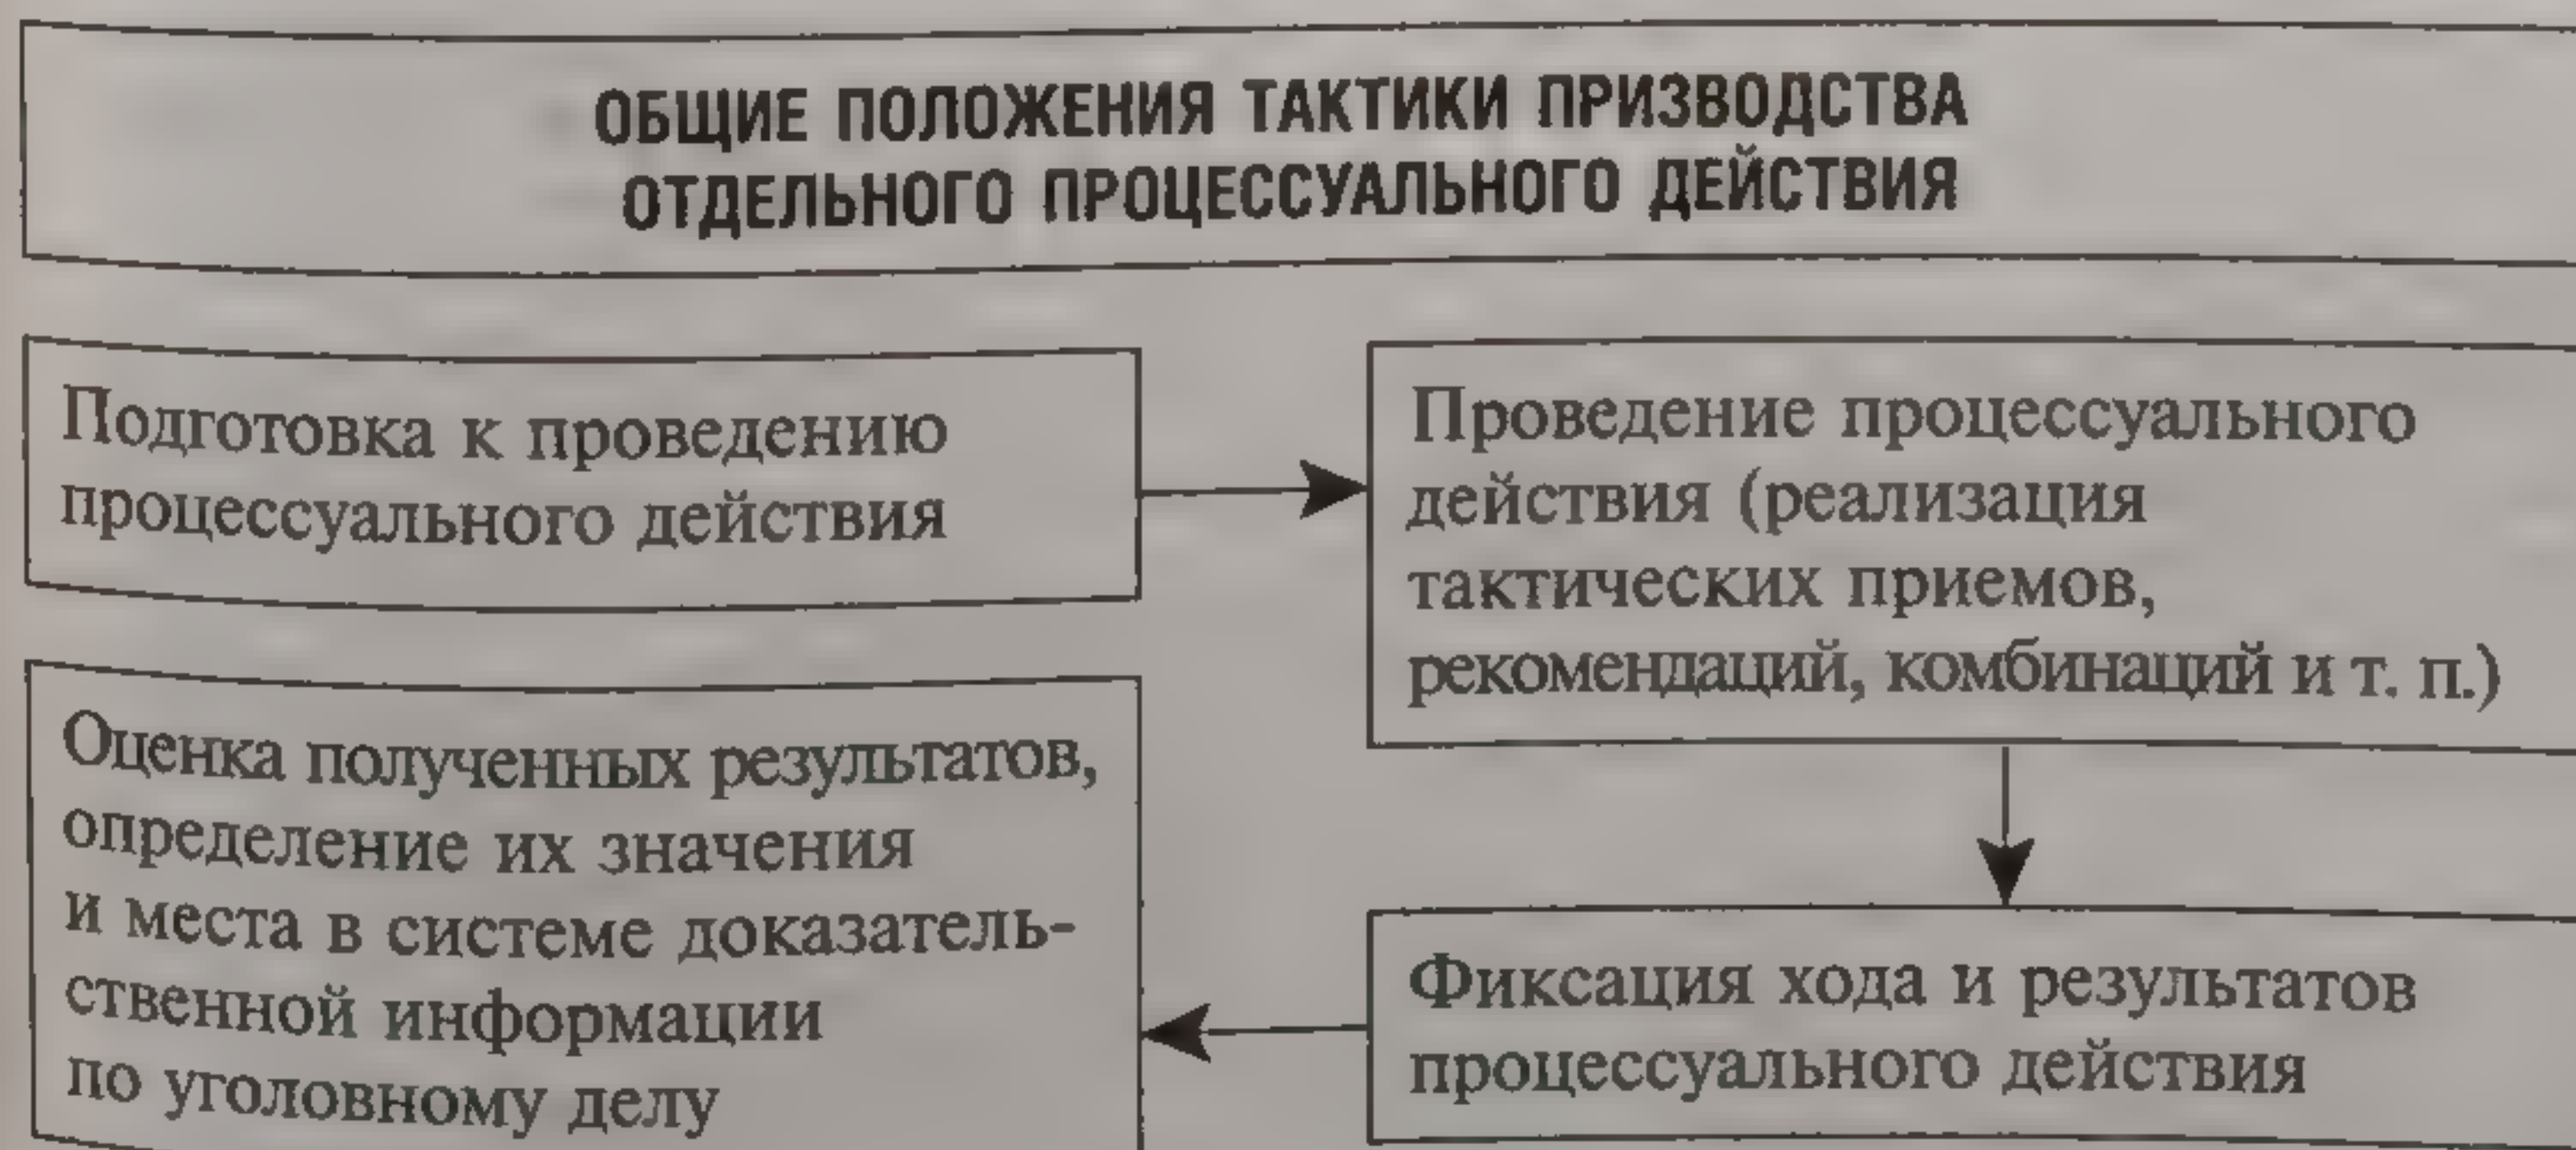 ОБЩИЕ ПОЛОЖЕНИЯ ТАКТИКИ ПРИЗВОДСТВА
ОТДЕЛЬНОГО ПРОЦЕССУАЛЬНОГО ДЕЙСТВИЯ
Подготовка к проведению
процессуального действия
Проведение процессуального
действия (реализация
тактических приемов,
рекомендаций, комбинаций и т. п.)
Фиксация хода и результатов
процессуального действия
Оценка полученных результатов,
определение их значения
и места в системе доказатель-
ственной информации
по уголовному делу